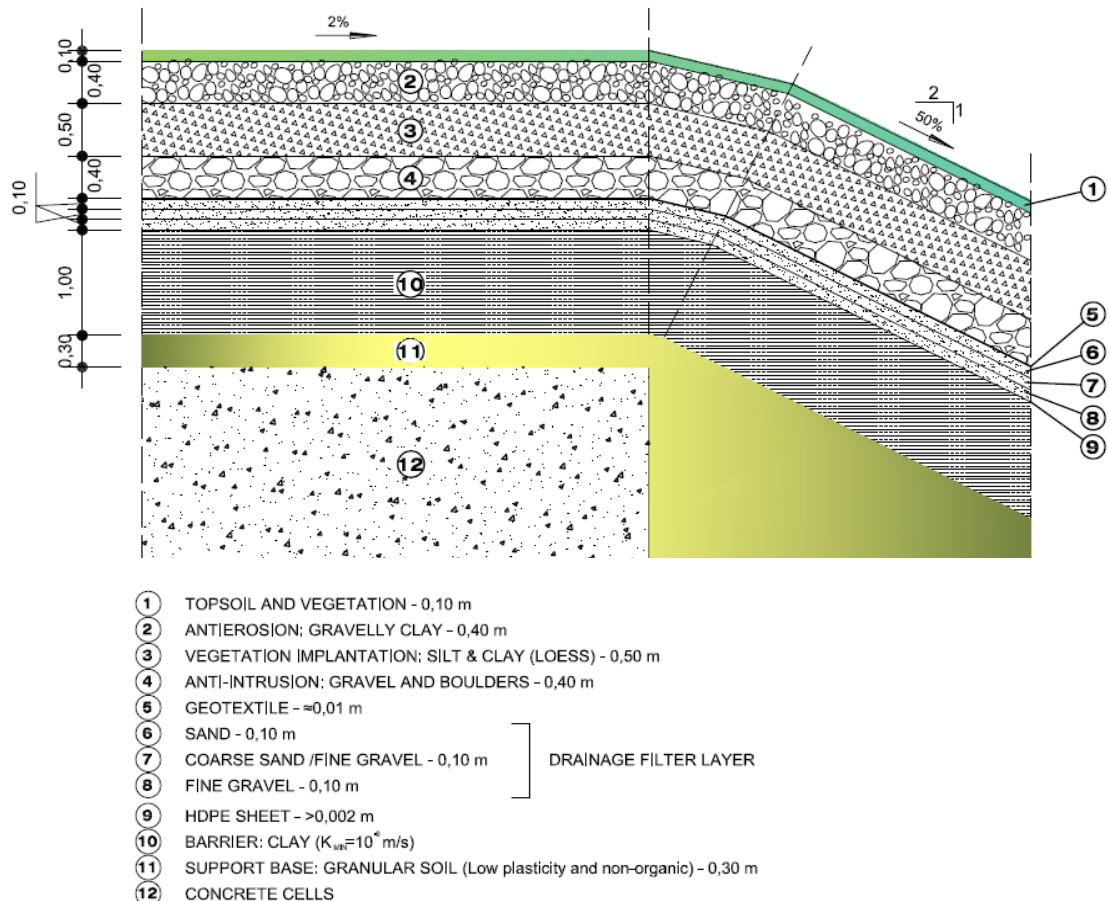 2%
0,10
0,40
0,50
0,40
0,10
1,00
0,30
2
1
50%
2
3
4
10
11
12
1
5
6
7
8
9
1 TOPSOIL AND VEGETATION - 0,10 m
2 ANTIEROSION: GRAVELLY CLAY - 0,40 m
3 VEGETATION IMPLANTATION: SILT & CLAY (LOESS) - 0,50 m
4 ANTI-INTRUSION: GRAVEL AND BOULDERS - 0,40 m
5 GEOTEXTILE - ≈0,01 m
6 SAND - 0,10 m
7 COARSE SAND /FINE GRAVEL - 0,10 m DRAINAGE FILTER LAYER
8 FINE GRAVEL - 0,10 m
9 HDPE SHEET - >0,002 m
10 BARRIER: CLAY (K MIN=10 m/s)
11 SUPPORT BASE: GRANULAR SOIL (Low plasticity and non-organic) - 0,30 m
12 CONCRETE CELLS